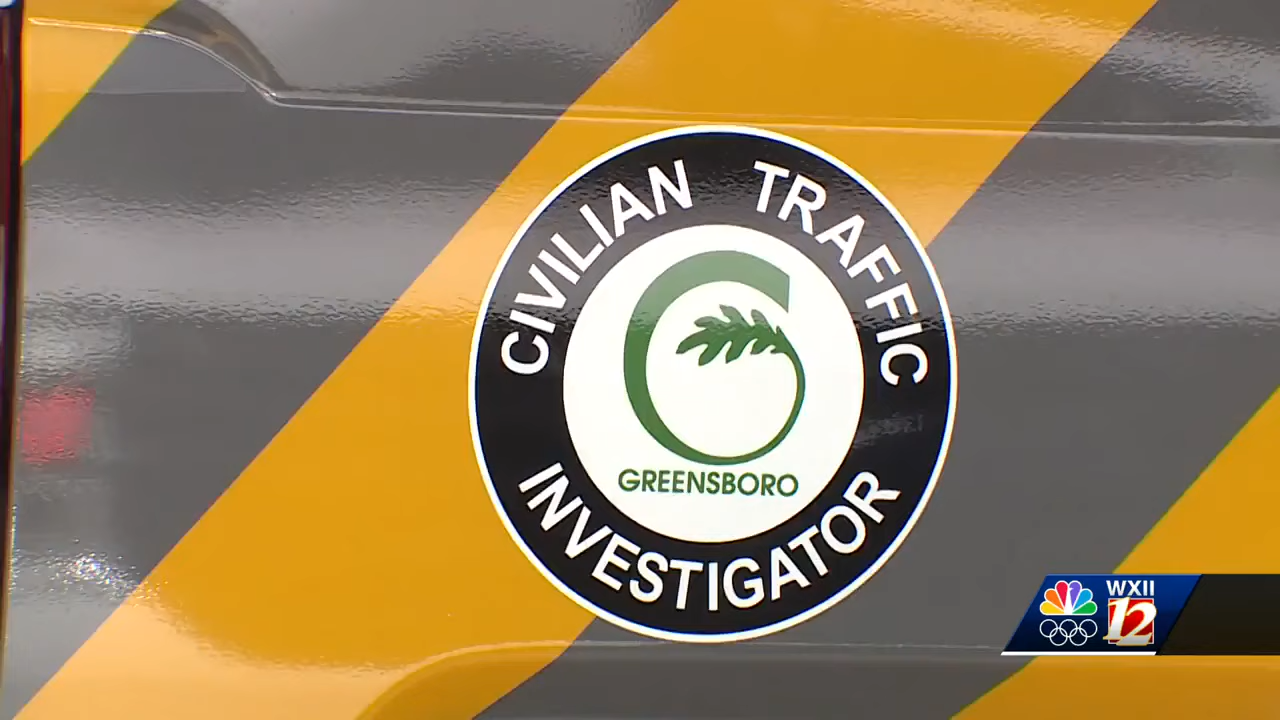 CIVILIAN TRAFFIC
GREENSBORO
INVESTIGATOR
WXII
12